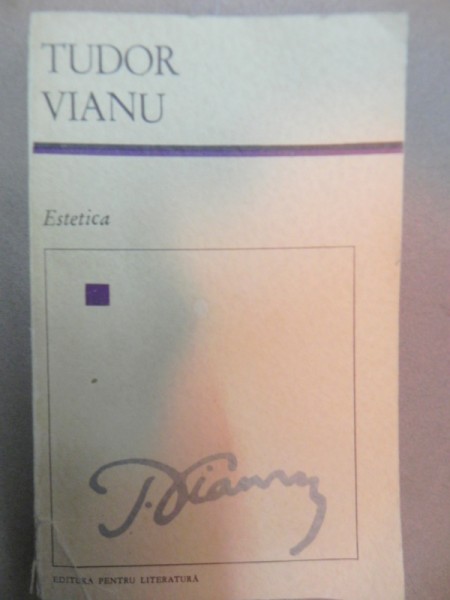 TUDOR
VIANU
Estetica
T. Vianu
EDITURA PENTRU LITERATURĂ